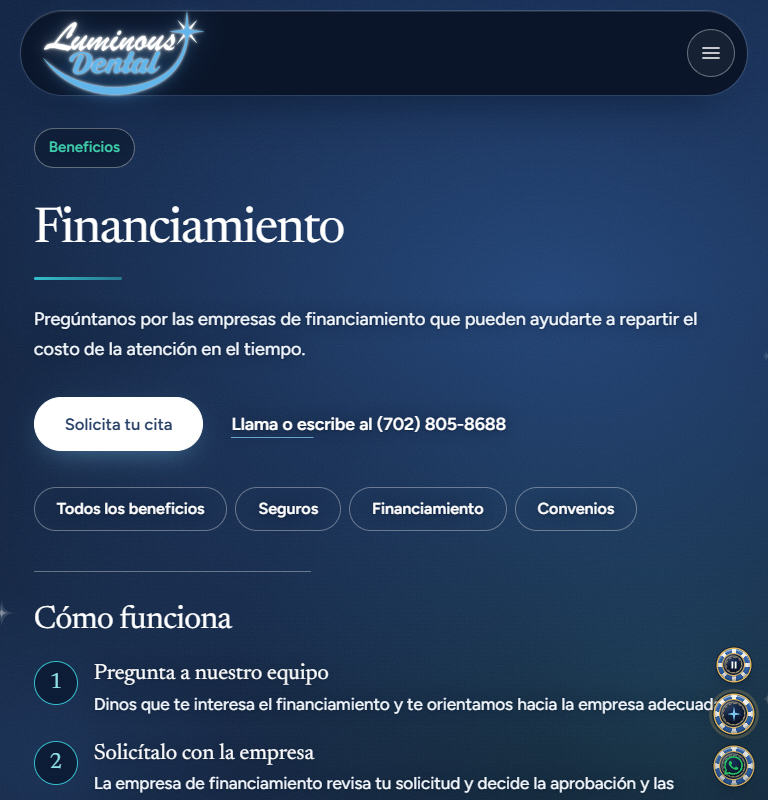 Luminous
Dental
Beneficios
Financiamiento
Pregúntanos por las empresas de financiamiento que pueden ayudarte a repartir el
costo de la atención en el tiempo.
Solicita tu cita
Llama o escribe al (702) 805-8688
Todos los beneficios
Seguros
Financiamiento
Convenios
Cómo funciona
1
Pregunta a nuestro equipo
Dinos que te interesa el financiamiento y te orientamos hacia la empresa
2
Solicítalo con la empresa
La empresa de financiamiento revisa tu solicitud y decide la aprobación y las